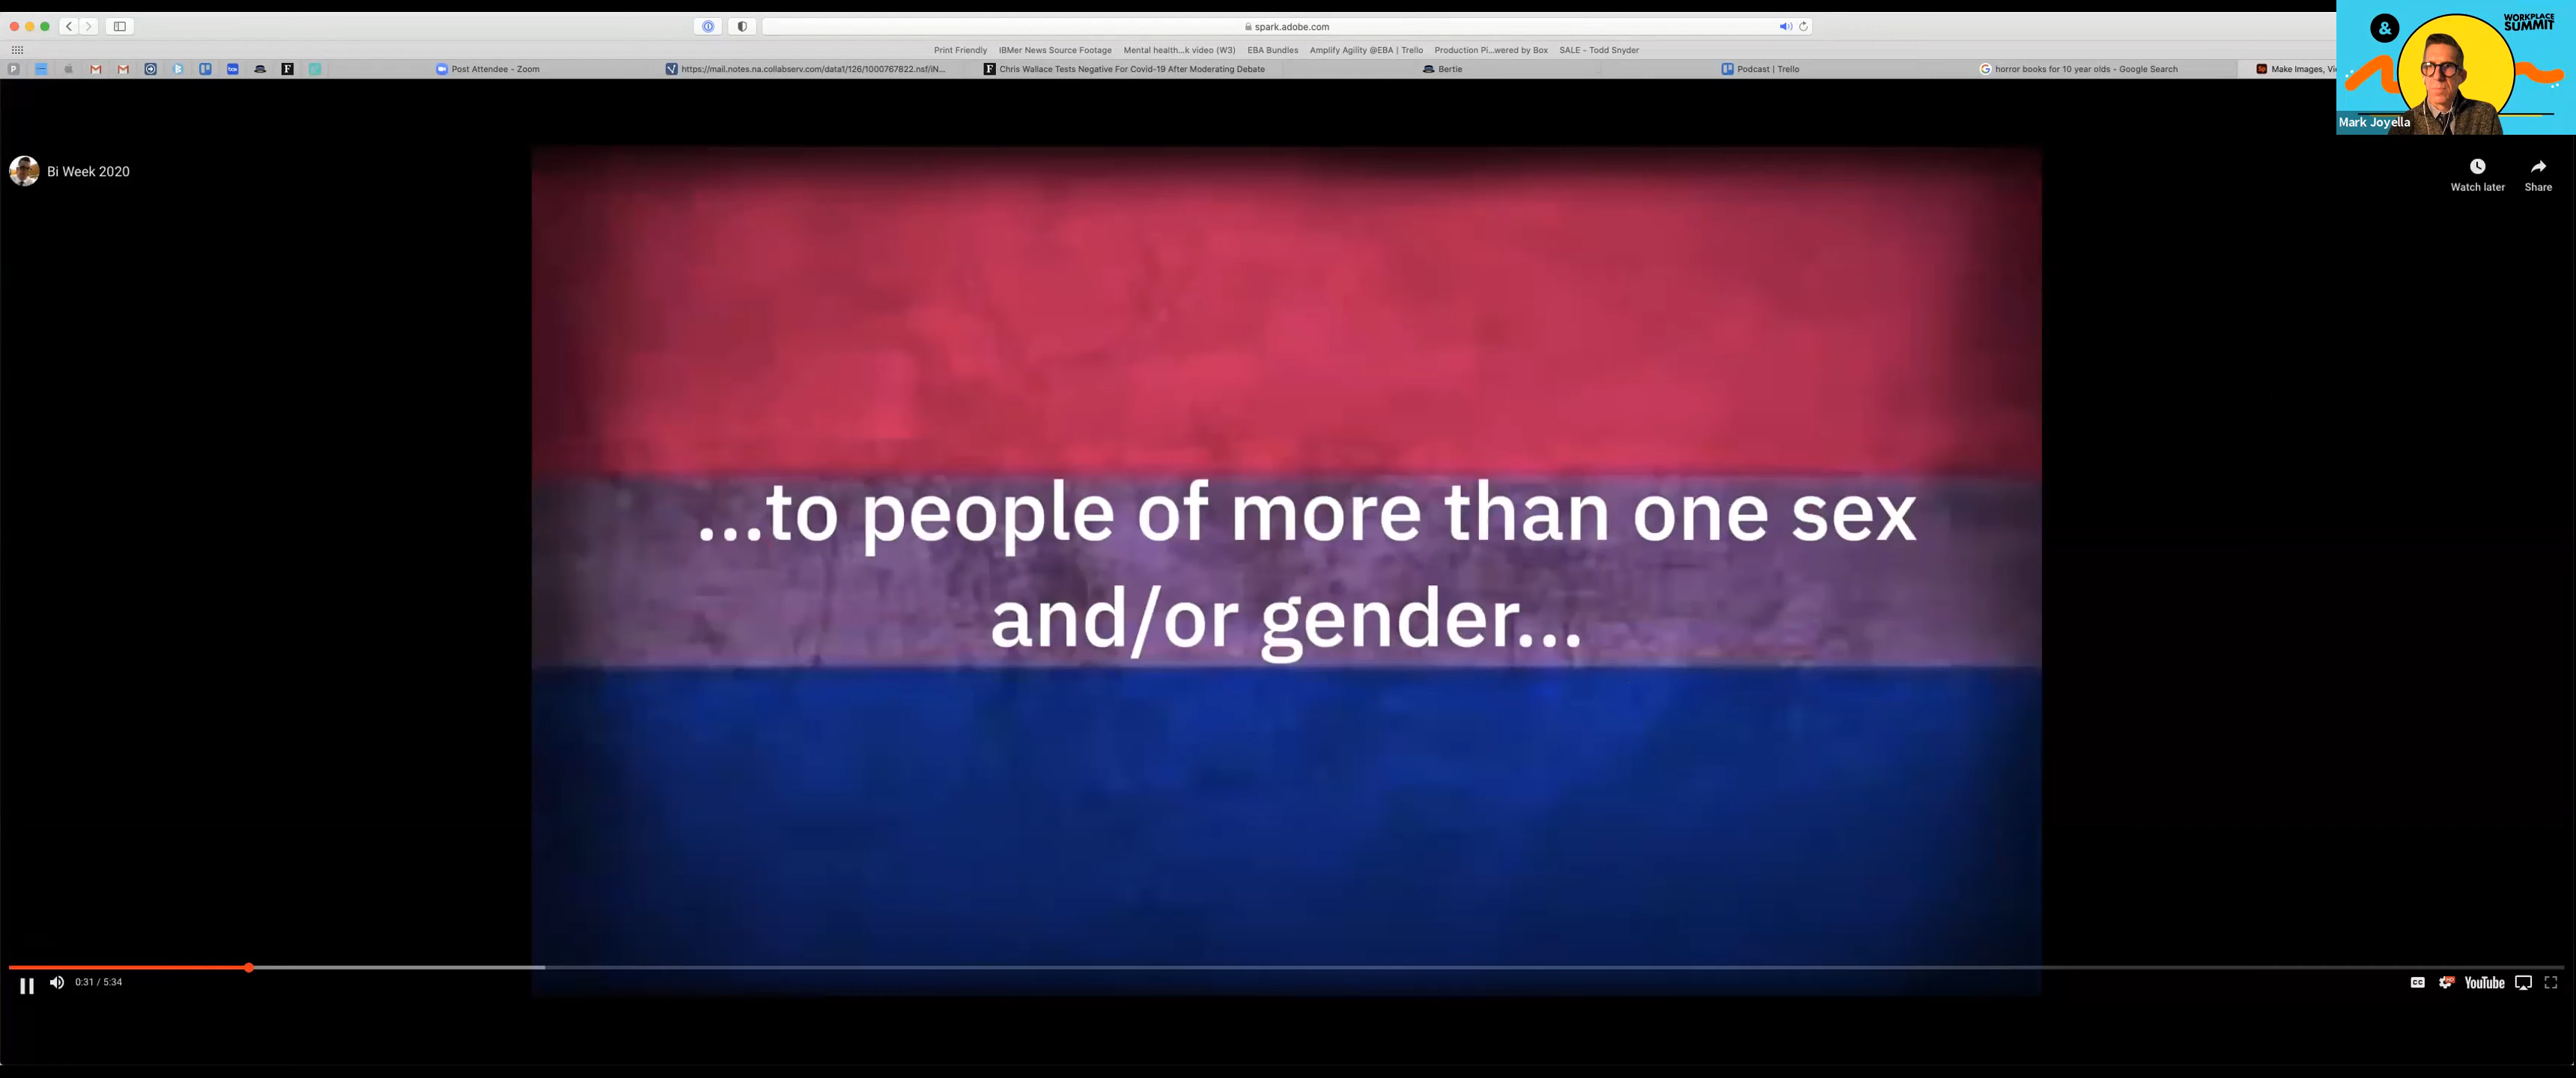 spark.adobe.com
Print Friendly
IBMer News Source Footage
Mental health...k video (W3)
EBA Bundles
Amplify Agility @EBA | Trello
Production Pi...wered by Box
SALE - Todd Snyder
Post Attendee - Zoom
https://mail.notes.na.collabserv.com/data1/126/1000767822.nsf/iN...
Chris Wallace Tests Negative For Covid-19 After Moderating Debate
Bertie
Podcast | Trello
horror books for 10 year olds - Google Search
Make Images, Vi
&
WORKPLACE
SUMMIT
Mark Joyella
Bi Week 2020
Watch later
Share
...to people of more than one sex
and/or gender...
0:31 / 5:34
CC
YouTube